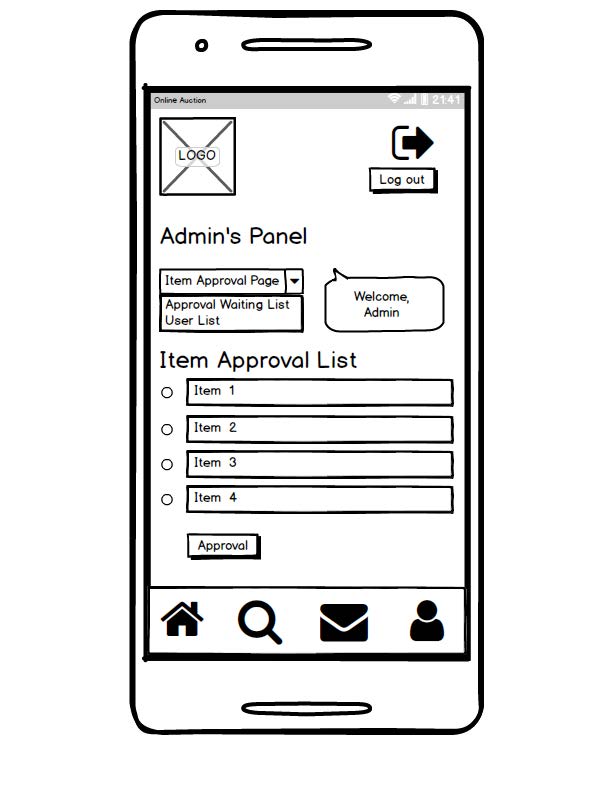 Online Auction
21:41
LOGO
Log out
Admin's Panel
Item Approval Page
Approval Waiting List
User List
Welcome,
Admin
Item Approval List
Item 1
Item 2
Item 3
Item 4
Approval